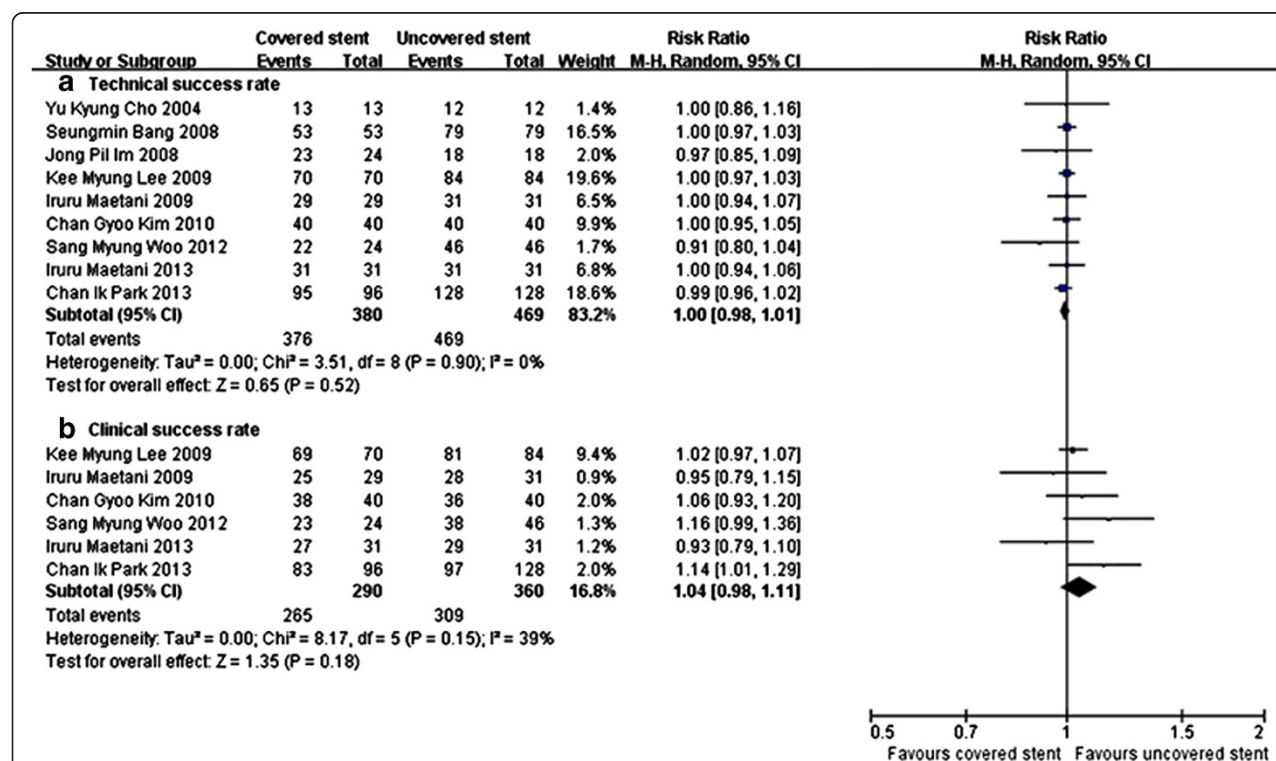 Covered stent Uncovered stent Risk Ratio Risk Ratio
Study or Subgroup Events Total Events Total Weight M-H, Random, 95% CI M-H, Random, 95% CI
a Technical success rate
Yu Kyung Cho 2004 13 13 12 12 1.4% 1.00 [0.86, 1.16]
Seungmin Bang 2008 53 53 79 79 16.5% 1.00 [0.97, 1.03]
Jong Pil Im 2008 23 24 18 18 2.0% 0.97 [0.85, 1.09]
Kee Myung Lee 2009 70 70 84 84 19.6% 1.00 [0.97, 1.03]
Iruru Maetani 2009 29 29 31 31 6.5% 1.00 [0.94, 1.07]
Chan Gyoo Kim 2010 40 40 40 40 9.9% 1.00 [0.95, 1.05]
Sang Myung Woo 2012 22 24 46 46 1.7% 0.91 [0.80, 1.04]
Iruru Maetani 2013 31 31 31 31 6.8% 1.00 [0.94, 1.06]
Chan Ik Park 2013 95 96 128 128 18.6% 0.99 [0.96, 1.02]
Subtotal (95% CI) 380 469 83.2% 1.00 [0.98, 1.01]
Total events 376 469
Heterogeneity: Tau² = 0.00; Chi² = 3.51, df = 8 (P = 0.90); I² = 0%
Test for overall effect: Z = 0.65 (P = 0.52)
b Clinical success rate
Kee Myung Lee 2009 69 70 81 84 9.4% 1.02 [0.97, 1.07]
Iruru Maetani 2009 25 29 28 31 0.9% 0.95 [0.79, 1.15]
Chan Gyoo Kim 2010 38 40 36 40 2.0% 1.06 [0.93, 1.20]
Sang Myung Woo 2012 23 24 38 46 1.3% 1.16 [0.99, 1.36]
Iruru Maetani 2013 27 31 29 31 1.2% 0.93 [0.79, 1.10]
Chan Ik Park 2013 83 96 97 128 2.0% 1.14 [1.01, 1.29]
Subtotal (95% CI) 290 360 16.8% 1.04 [0.98, 1.11]
Total events 265 309
Heterogeneity: Tau² = 0.00; Chi² = 8.17, df = 5 (P = 0.15); I² = 39%
Test for overall effect: Z = 1.35 (P = 0.18)
0.5 0.7 1 1.5 2
Favours covered stent Favours uncovered stent